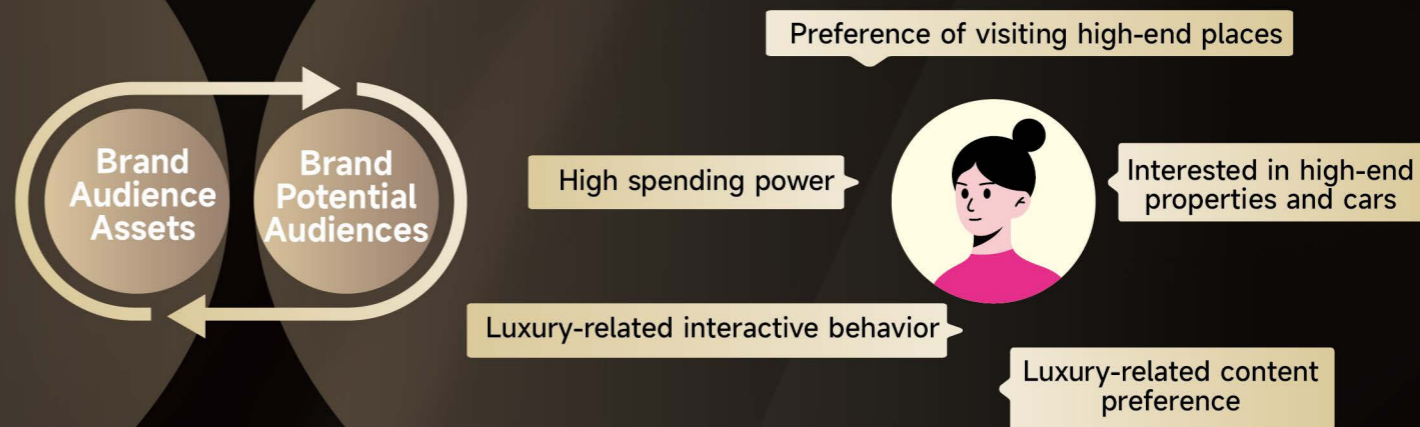 Preference of visiting high-end places
Brand
Audience
Assets
Brand
Potential
Audiences
High spending power
Interested in high-end
properties and cars
Luxury-related interactive behavior
Luxury-related content
preference